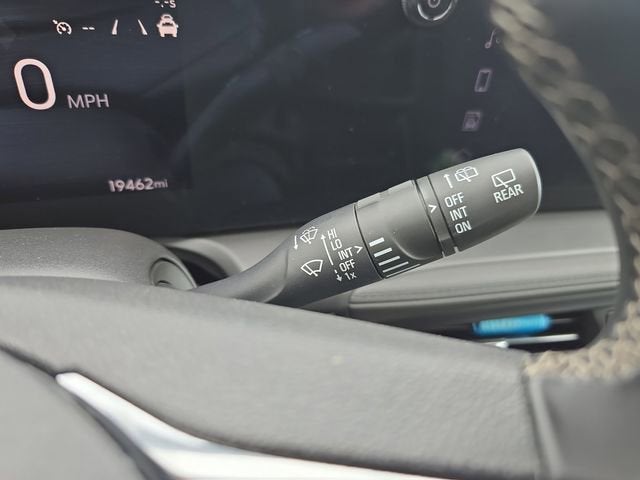 0 MPH
19462mi
HI
LO
INT
OFF
1x
OFF
INT
ON
REAR